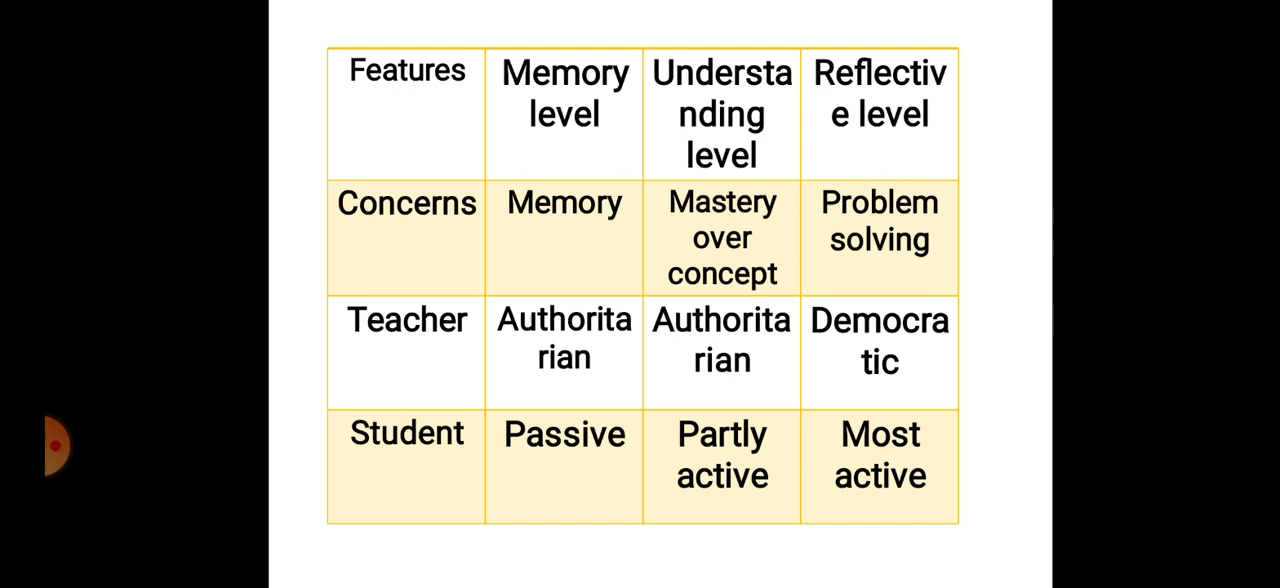 Features
Memory
level
Understa
nding
level
Reflectiv
e level
Concerns
Memory
Mastery
over
concept
Problem
solving
Teacher
Authorita
rian
Authorita
rian
Democra
tic
Student
Passive
Partly
active
Most
active